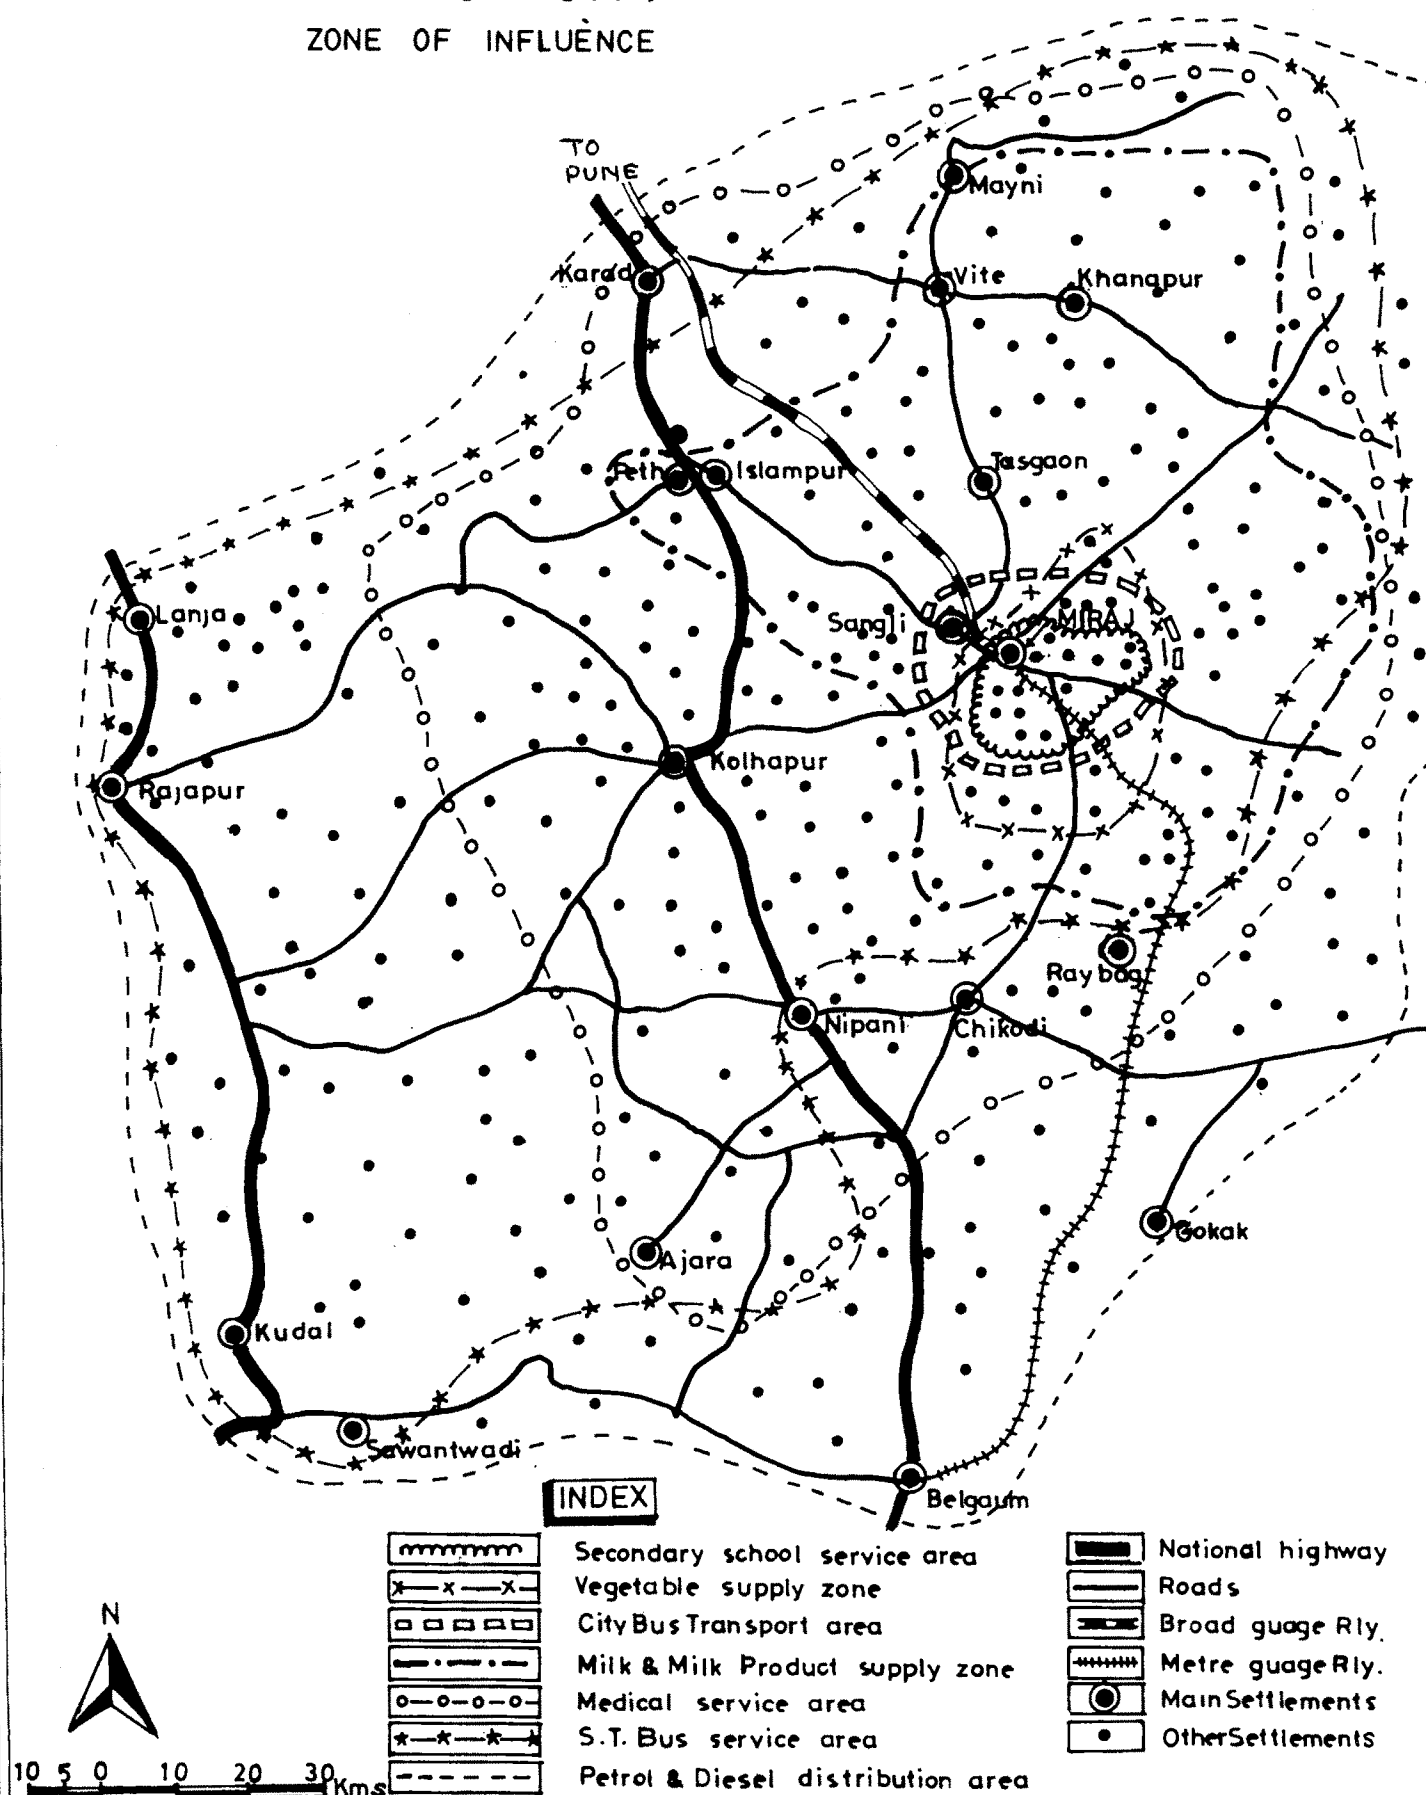 ZONE OF INFLUENCE
TO
PUNE
Mayni
Karad
Vite
Khanapur
Peth
Islampur
Tasgaon
Lanja
Sangli
MIRAJ
Rajapur
Kolhapur
Raybag
Nipani
Chikodi
Gokak
Ajara
Kudal
Sawantwadi
Belgaum
INDEX
Secondary school service area
Vegetable supply zone
City Bus Transport area
Milk & Milk Product supply zone
Medical service area
S.T. Bus service area
Petrol & Diesel distribution area
National highway
Roads
Broad guage Rly.
Metre guage Rly.
Main Settlements
Other Settlements
N
10 5 0 10 20 30 Kms